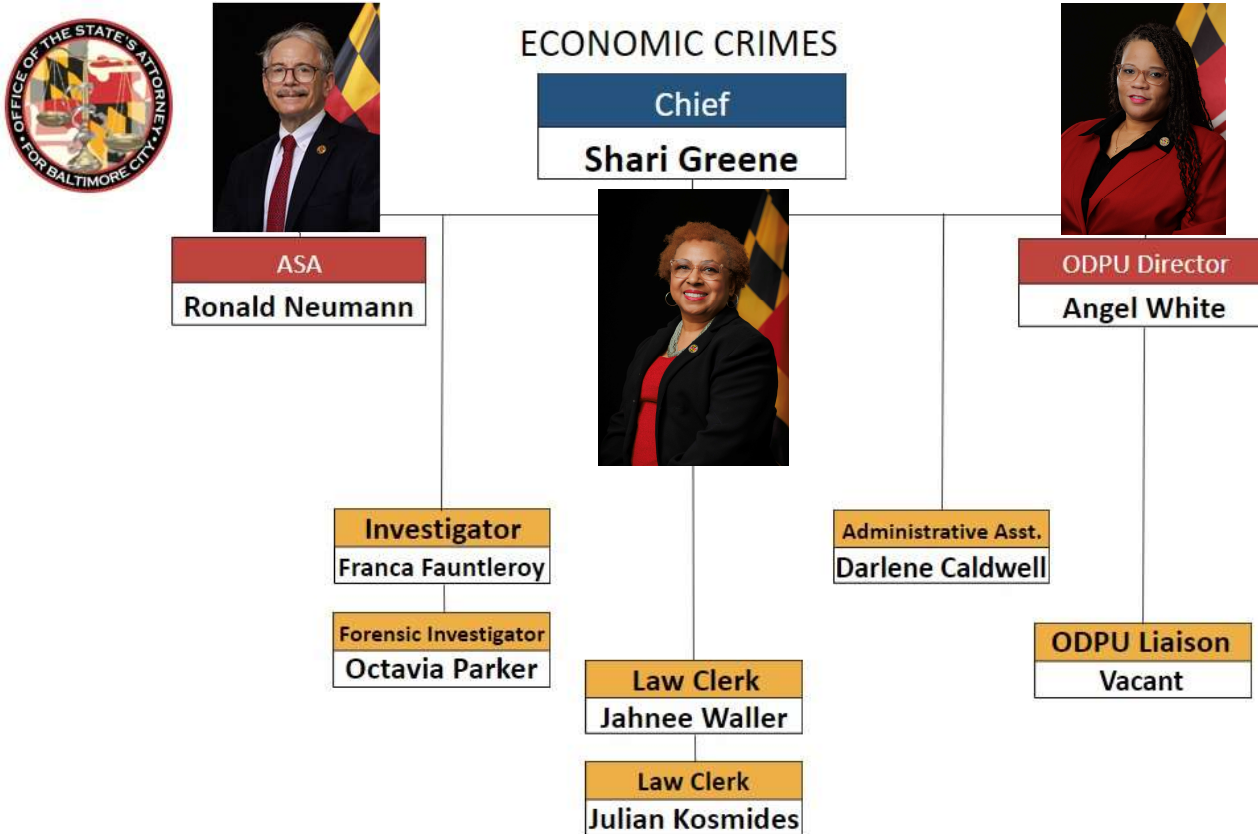 OFFICE OF THE STATE'S ATTORNEY
• FOR BALTIMORE CITY •
ECONOMIC CRIMES
Chief
Shari Greene
ASA
Ronald Neumann
ODPU Director
Angel White
Investigator
Franca Fauntleroy
Forensic Investigator
Octavia Parker
Administrative Asst.
Darlene Caldwell
ODPU Liaison
Vacant
Law Clerk
Jahnee Waller
Law Clerk
Julian Kosmides